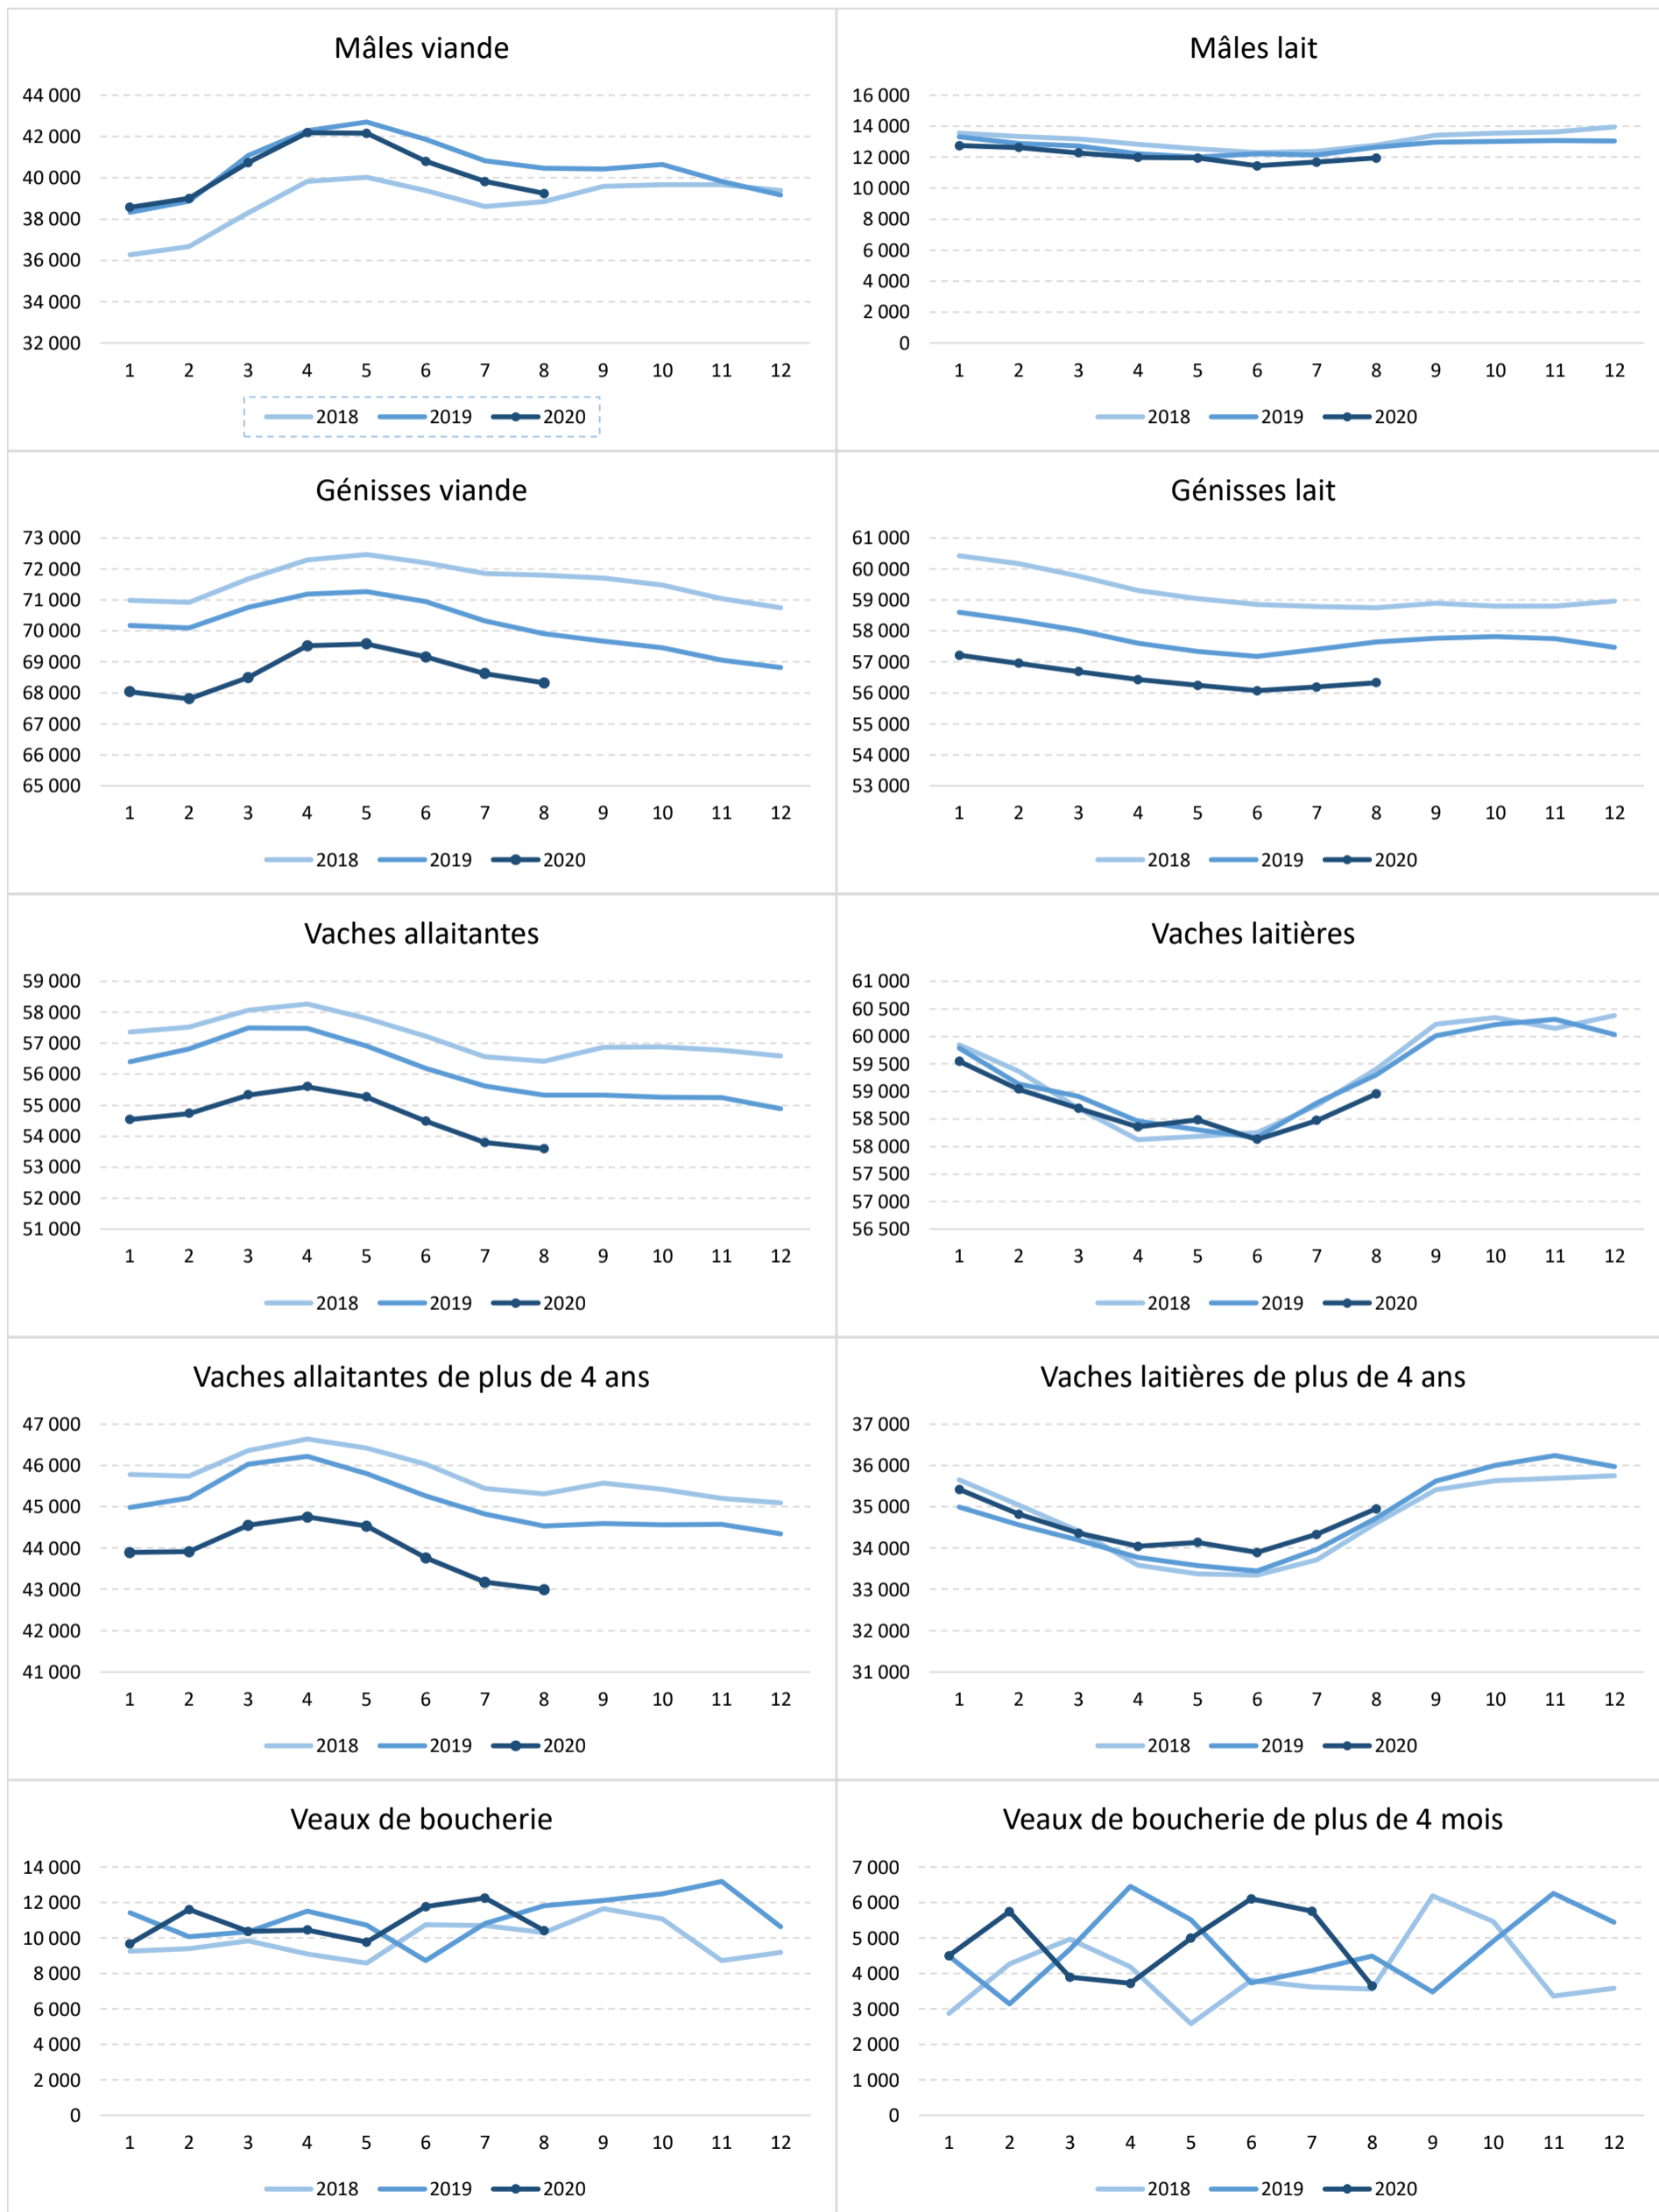 Mâles viande
44 000
42 000
40 000
38 000
36 000
34 000
32 000
1 2 3 4 5 6 7 8 9 10 11 12
2018 2019 2020
Mâles lait
16 000
14 000
12 000
10 000
8 000
6 000
4 000
2 000
0
1 2 3 4 5 6 7 8 9 10 11 12
2018 2019 2020
Génisses viande
73 000
72 000
71 000
70 000
69 000
68 000
67 000
66 000
65 000
1 2 3 4 5 6 7 8 9 10 11 12
2018 2019 2020
Génisses lait
61 000
60 000
59 000
58 000
57 000
56 000
55 000
54 000
53 000
1 2 3 4 5 6 7 8 9 10 11 12
2018 2019 2020
Vaches allaitantes
59 000
58 000
57 000
56 000
55 000
54 000
53 000
52 000
51 000
1 2 3 4 5 6 7 8 9 10 11 12
2018 2019 2020
Vaches laitières
61 000
60 500
60 000
59 500
59 000
58 500
58 000
57 500
57 000
56 500
1 2 3 4 5 6 7 8 9 10 11 12
2018 2019 2020
Vaches allaitantes de plus de 4 ans
47 000
46 000
45 000
44 000
43 000
42 000
41 000
1 2 3 4 5 6 7 8 9 10 11 12
2018 2019 2020
Vaches laitières de plus de 4 ans
37 000
36 000
35 000
34 000
33 000
32 000
31 000
1 2 3 4 5 6 7 8 9 10 11 12
2018 2019 2020
Veaux de boucherie
14 000
12 000
10 000
8 000
6 000
4 000
2 000
0
1 2 3 4 5 6 7 8 9 10 11 12
2018 2019 2020
Veaux de boucherie de plus de 4 mois
7 000
6 000
5 000
4 000
3 000
2 000
1 000
0
1 2 3 4 5 6 7 8 9 10 11 12
2018 2019 2020